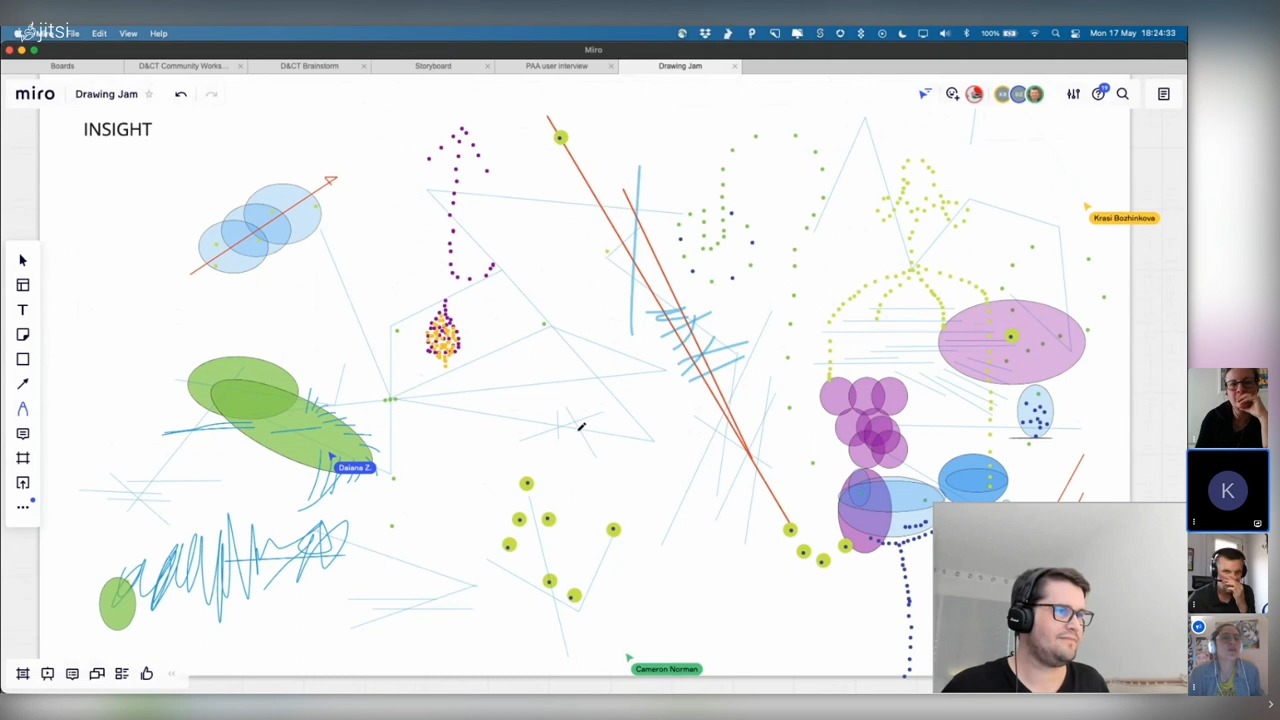 jitsi
File Edit View Help
100%
Mon 17 May 18:24:33
Miro
Boards
D&CT Community Works...
D&CT Brainstorm
Storyboard
PAA user interview
Drawing Jam
miro
Drawing Jam
INSIGHT
Krasi Bozhinkova
Daiana Z.
K
Cameron Norman